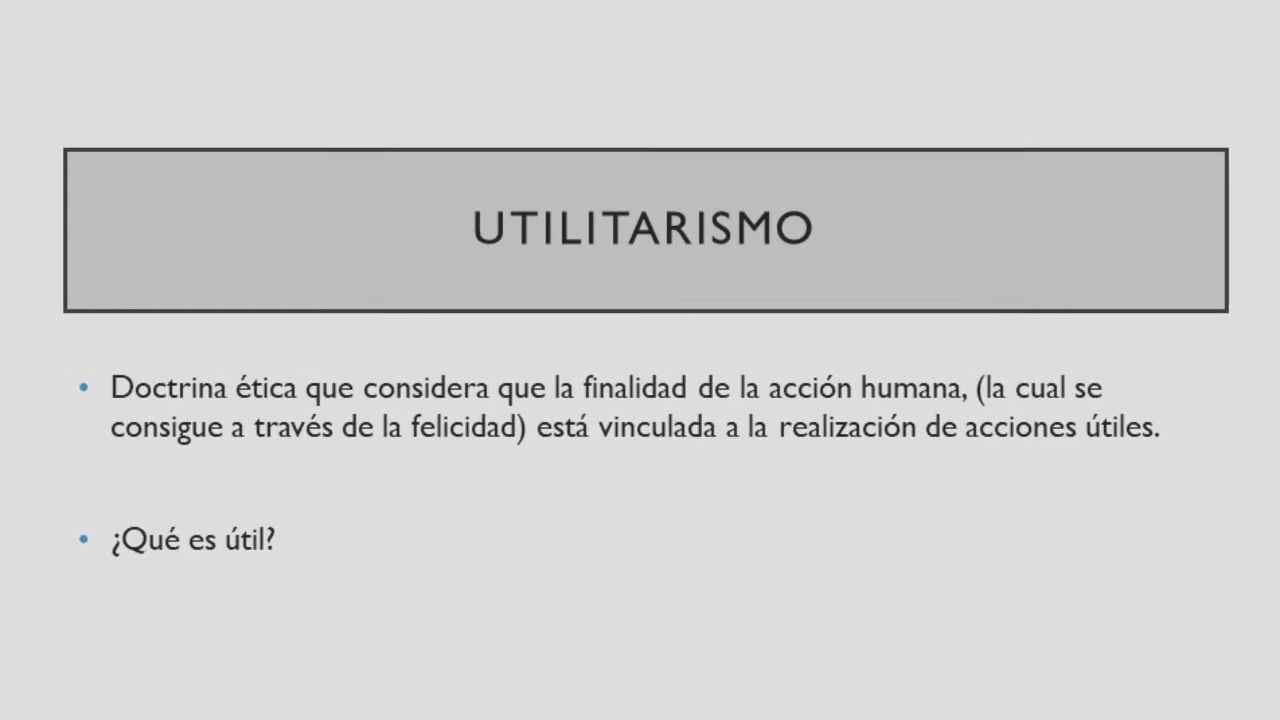 UTILITARISMO
• Doctrina ética que considera que la finalidad de la acción humana, (la cual se
consigue a través de la felicidad) está vinculada a la realización de acciones útiles.
• ¿Qué es útil?